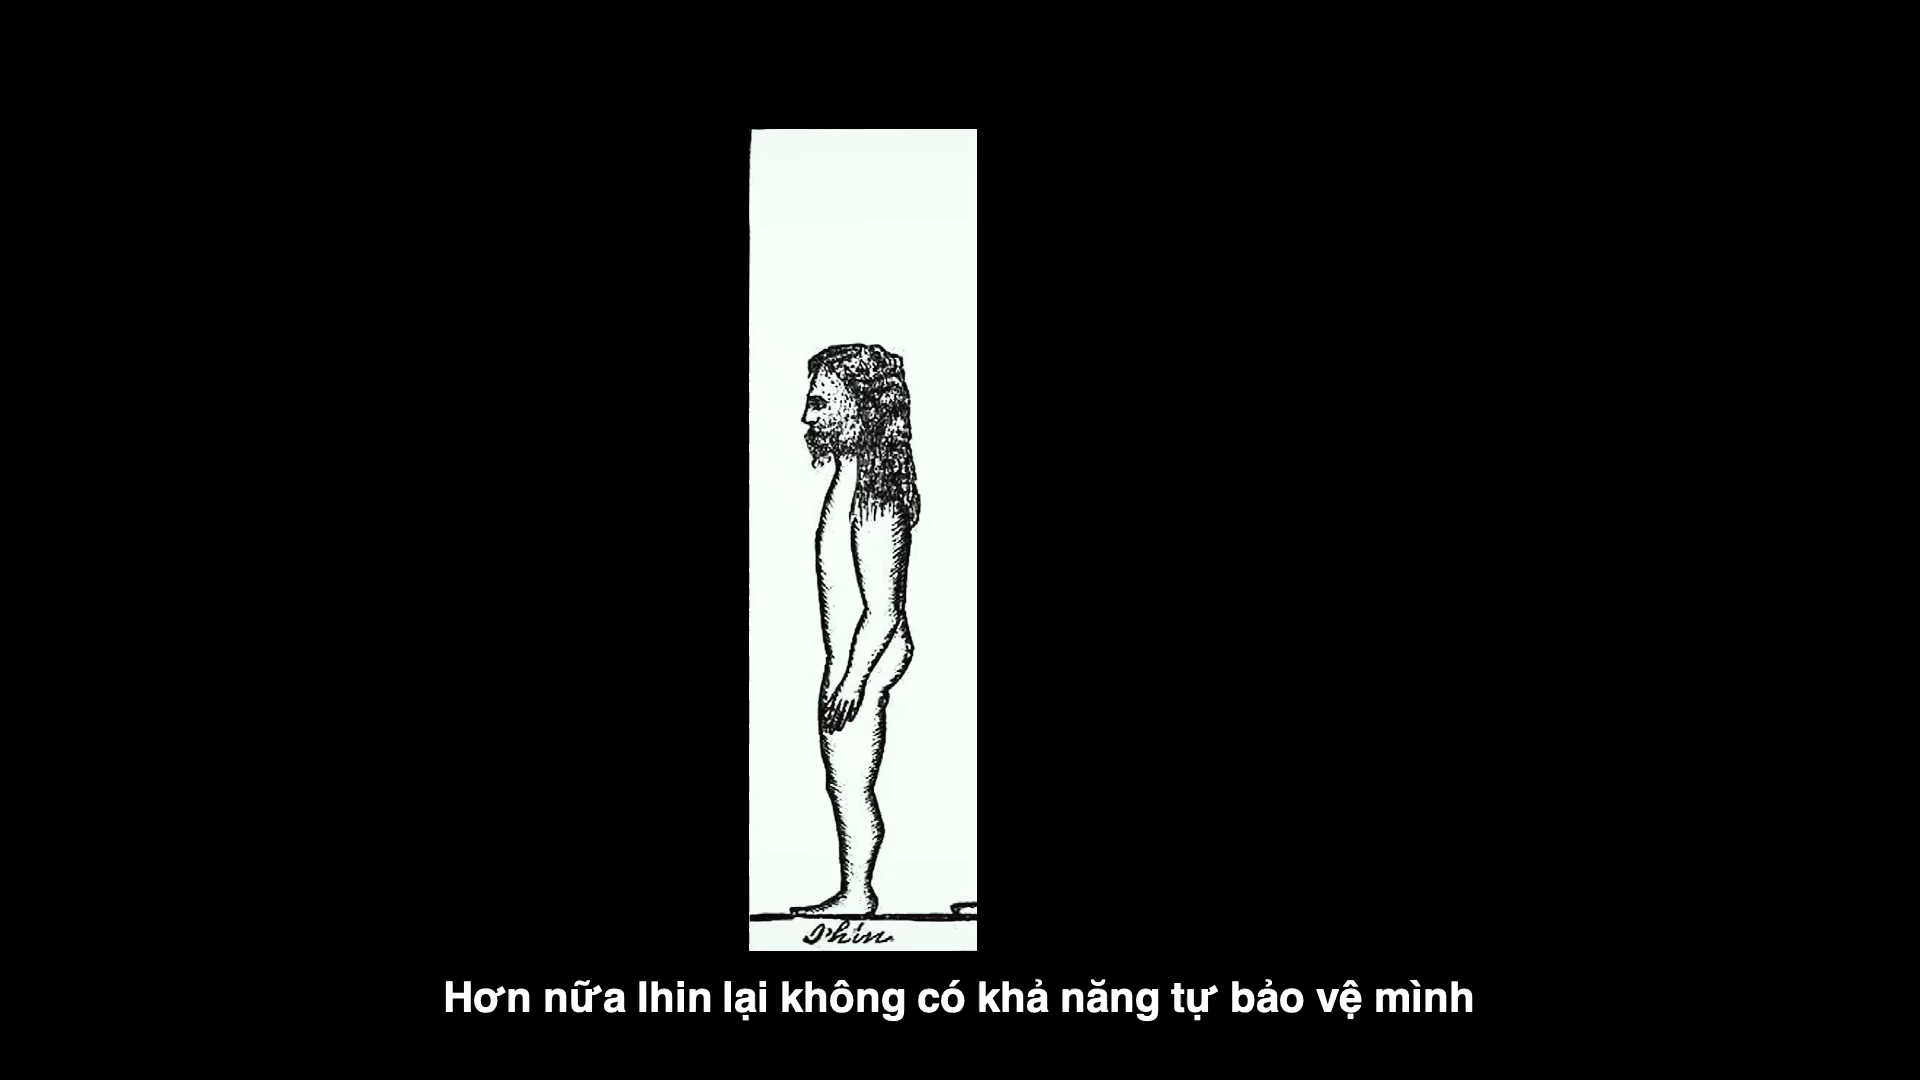 Ihin
Hơn nữa Ihin lại không có khả năng tự bảo vệ mình